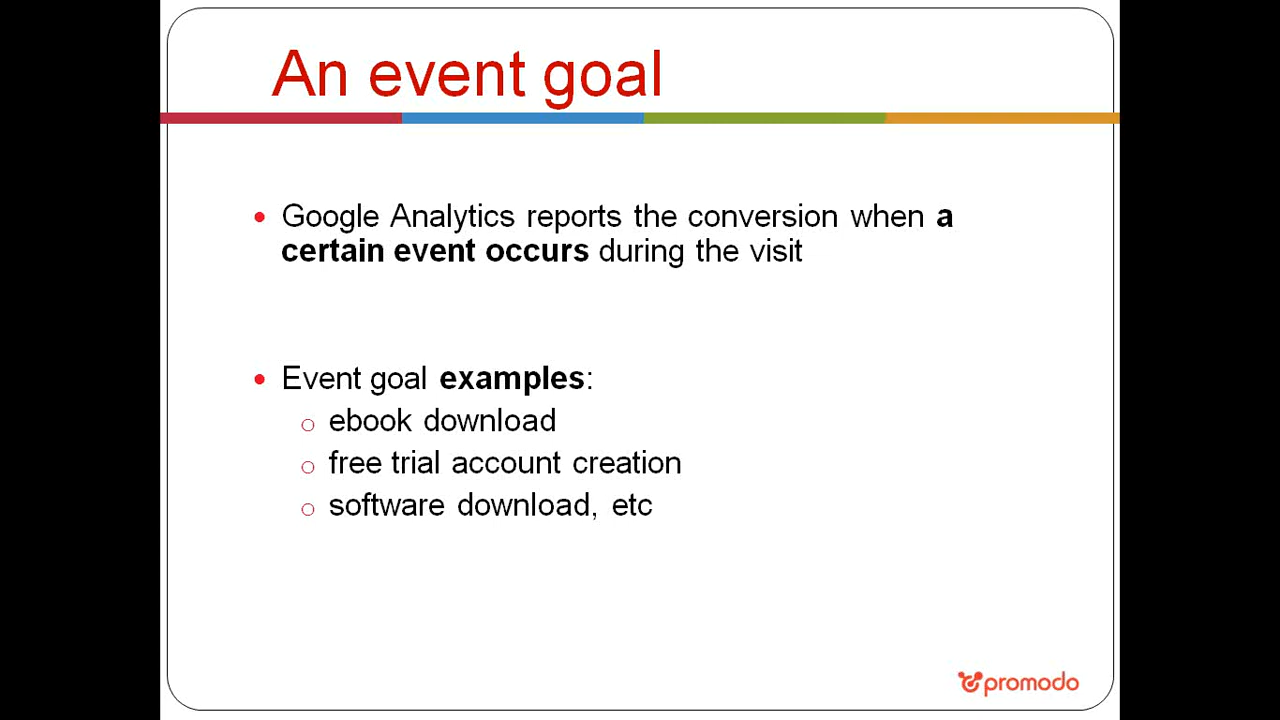 An event goal
Google Analytics reports the conversion when a
certain event occurs during the visit
Event goal examples:
ebook download
free trial account creation
software download, etc
promodo